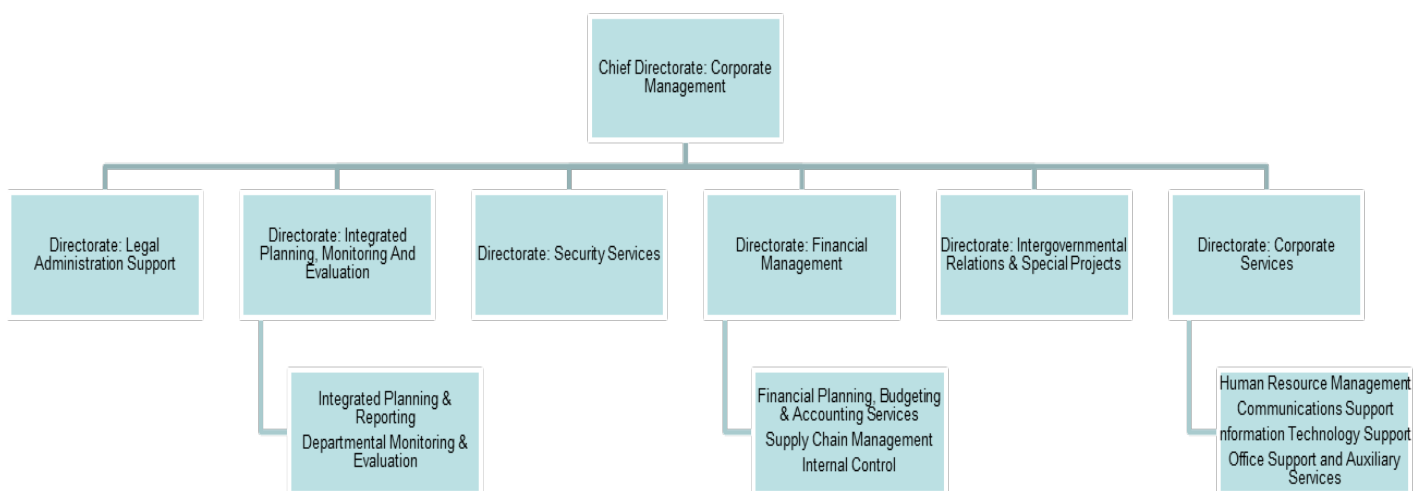 Chief Directorate: Corporate
Management
Directorate: Legal
Administration Support
Directorate: Integrated
Planning, Monitoring And
Evaluation
Directorate: Security Services
Directorate: Financial
Management
Directorate: Intergovernmental
Relations & Special Projects
Directorate: Corporate
Services
Integrated Planning &
Reporting
Departmental Monitoring &
Evaluation
Financial Planning, Budgeting
& Accounting Services
Supply Chain Management
Internal Control
Human Resource Management
Communications Support
nformation Technology Support
Office Support and Auxiliary
Services